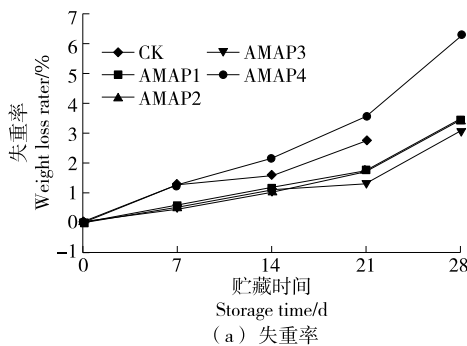 7
6
5
4
3
2
1
0
-1
失重率
Weight loss rater/%
CK
AMAP1
AMAP2
AMAP3
AMAP4
0 7 14 21 28
贮藏时间
Storage time/d
(a) 失重率